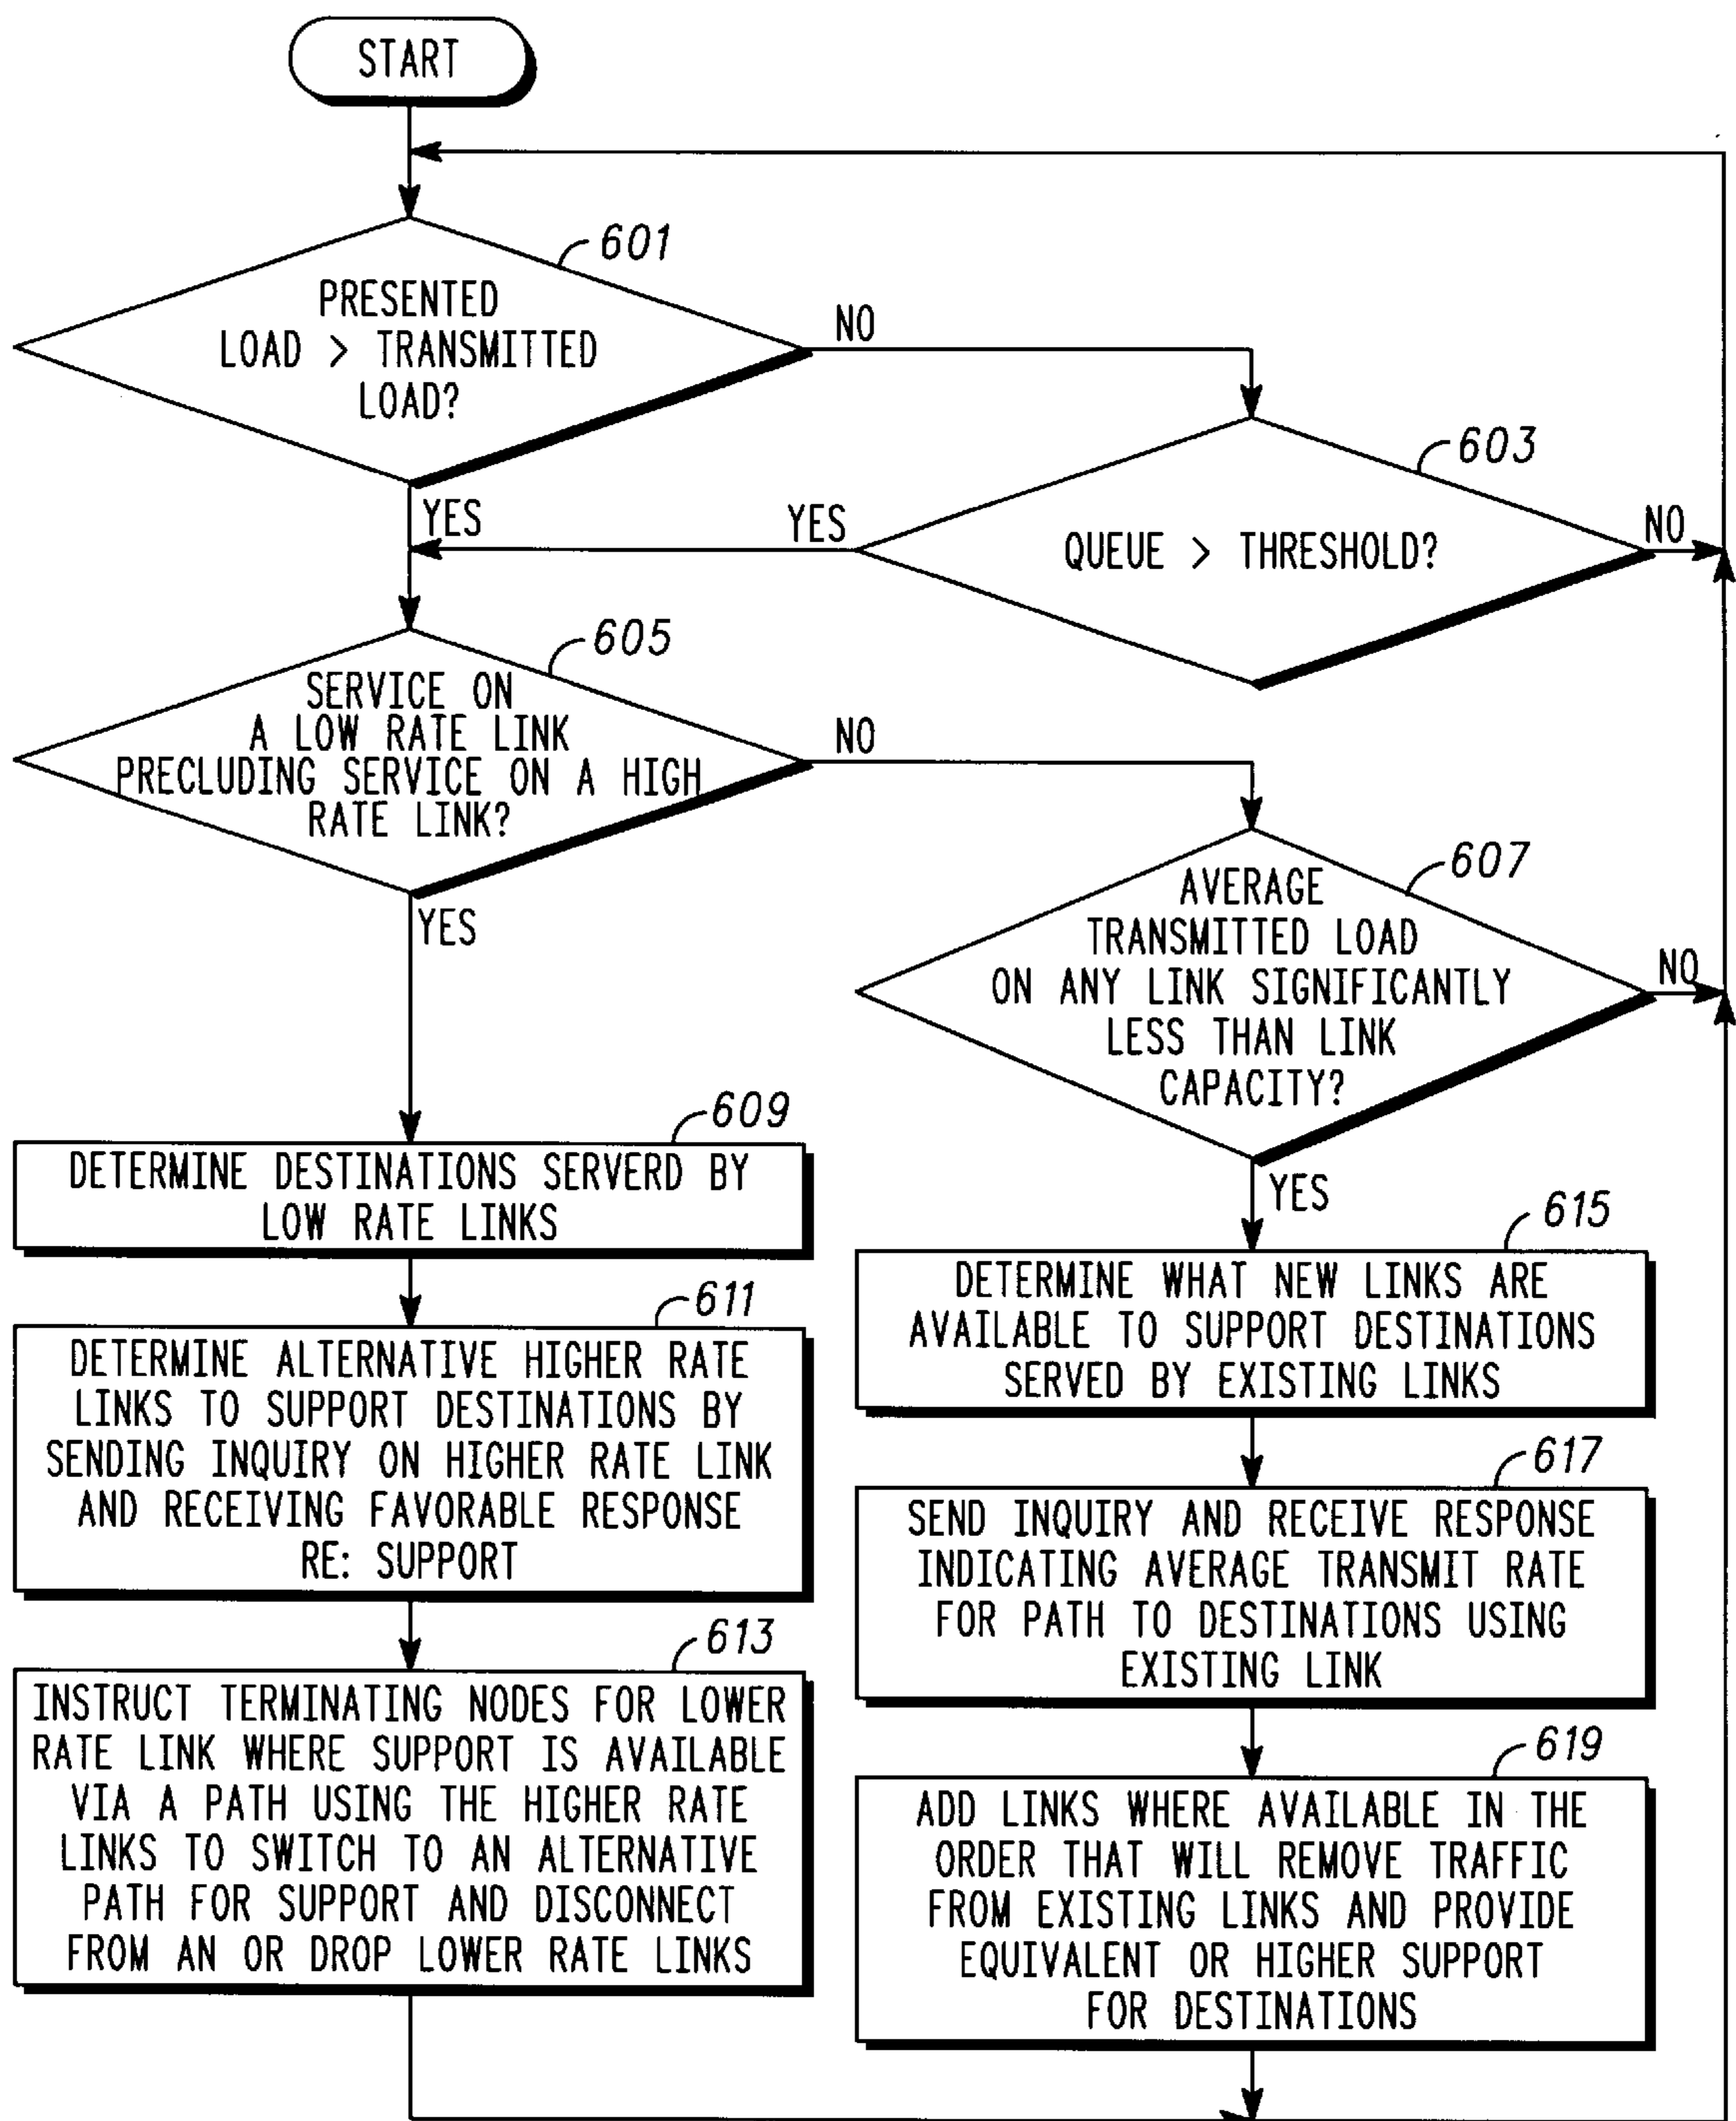 START
601
PRESENTED
LOAD > TRANSMITTED
LOAD?
NO
YES
603
QUEUE > THRESHOLD?
YES
NO
605
SERVICE ON
A LOW RATE LINK
PRECLUDING SERVICE ON A HIGH
RATE LINK?
NO
YES
607
AVERAGE
TRANSMITTED LOAD
ON ANY LINK SIGNIFICANTLY
LESS THAN LINK
CAPACITY?
NO
YES
609
DETERMINE DESTINATIONS SERVERD BY
LOW RATE LINKS
611
DETERMINE ALTERNATIVE HIGHER RATE
LINKS TO SUPPORT DESTINATIONS BY
SENDING INQUIRY ON HIGHER RATE LINK
AND RECEIVING FAVORABLE RESPONSE
RE: SUPPORT
613
INSTRUCT TERMINATING NODES FOR LOWER
RATE LINK WHERE SUPPORT IS AVAILABLE
VIA A PATH USING THE HIGHER RATE
LINKS TO SWITCH TO AN ALTERNATIVE
PATH FOR SUPPORT AND DISCONNECT
FROM AN OR DROP LOWER RATE LINKS
615
DETERMINE WHAT NEW LINKS ARE
AVAILABLE TO SUPPORT DESTINATIONS
SERVED BY EXISTING LINKS
617
SEND INQUIRY AND RECEIVE RESPONSE
INDICATING AVERAGE TRANSMIT RATE
FOR PATH TO DESTINATIONS USING
EXISTING LINK
619
ADD LINKS WHERE AVAILABLE IN THE
ORDER THAT WILL REMOVE TRAFFIC
FROM EXISTING LINKS AND PROVIDE
EQUIVALENT OR HIGHER SUPPORT
FOR DESTINATIONS